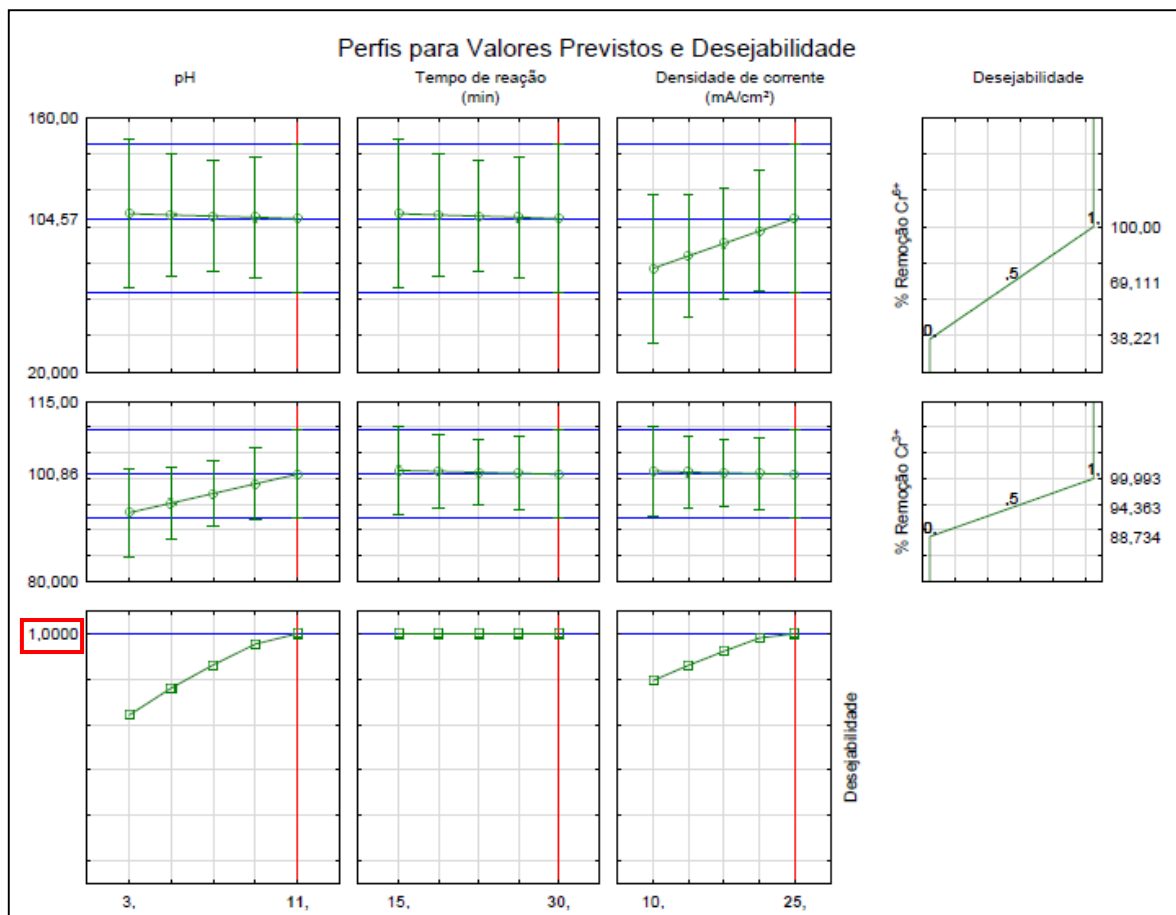 Perfis para Valores Previstos e Desejabilidade
pH
Tempo de reação
(min)
Densidade de corrente
(mA/cm²)
Desejabilidade
160,00
104,57
20,000
% Remoção Cr⁶⁺
0,
,5
1,
100,00
69,111
38,221
115,00
100,86
80,000
% Remoção Cr³⁺
0,
,5
1,
99,993
94,363
88,734
1,0000
Desejabilidade
3,
11,
15,
30,
10,
25,